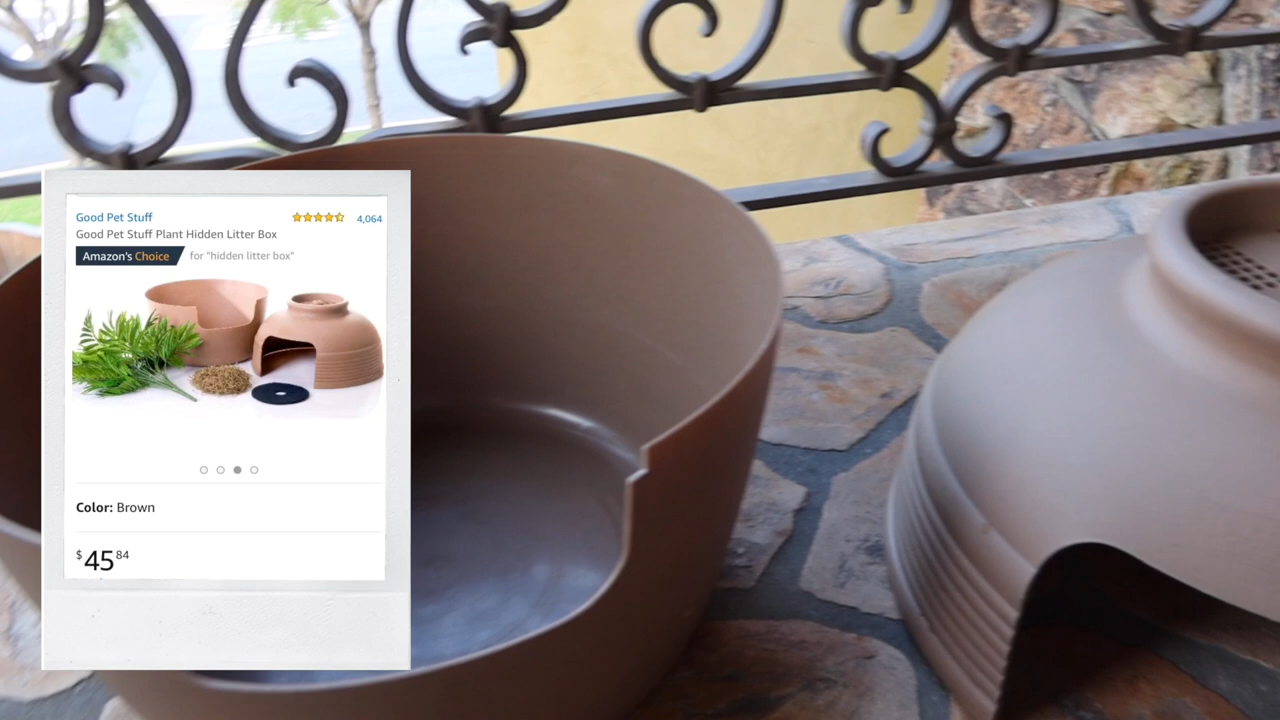 Good Pet Stuff
4,064
Good Pet Stuff Plant Hidden Litter Box
Amazon's Choice for "hidden litter box"
Color: Brown
$45 84